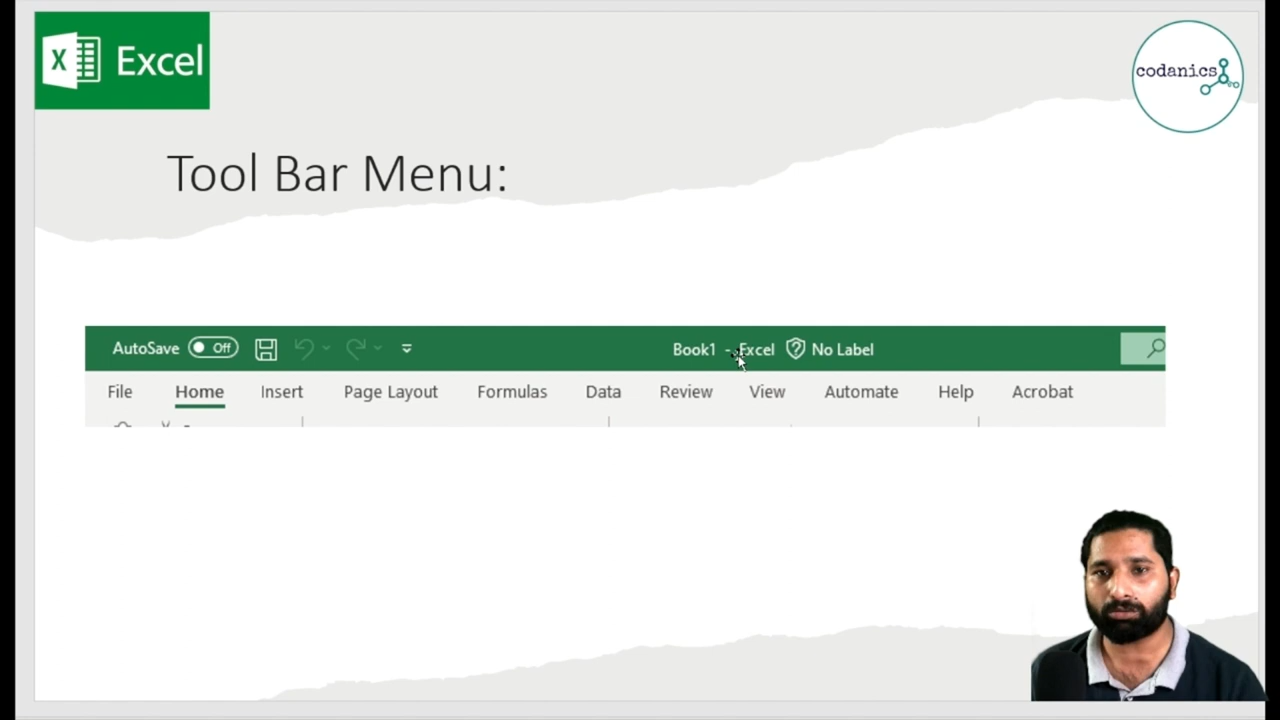 X Excel
codanics
Tool Bar Menu:
AutoSave Off Book1 - Excel No Label
File Home Insert Page Layout Formulas Data Review View Automate Help Acrobat